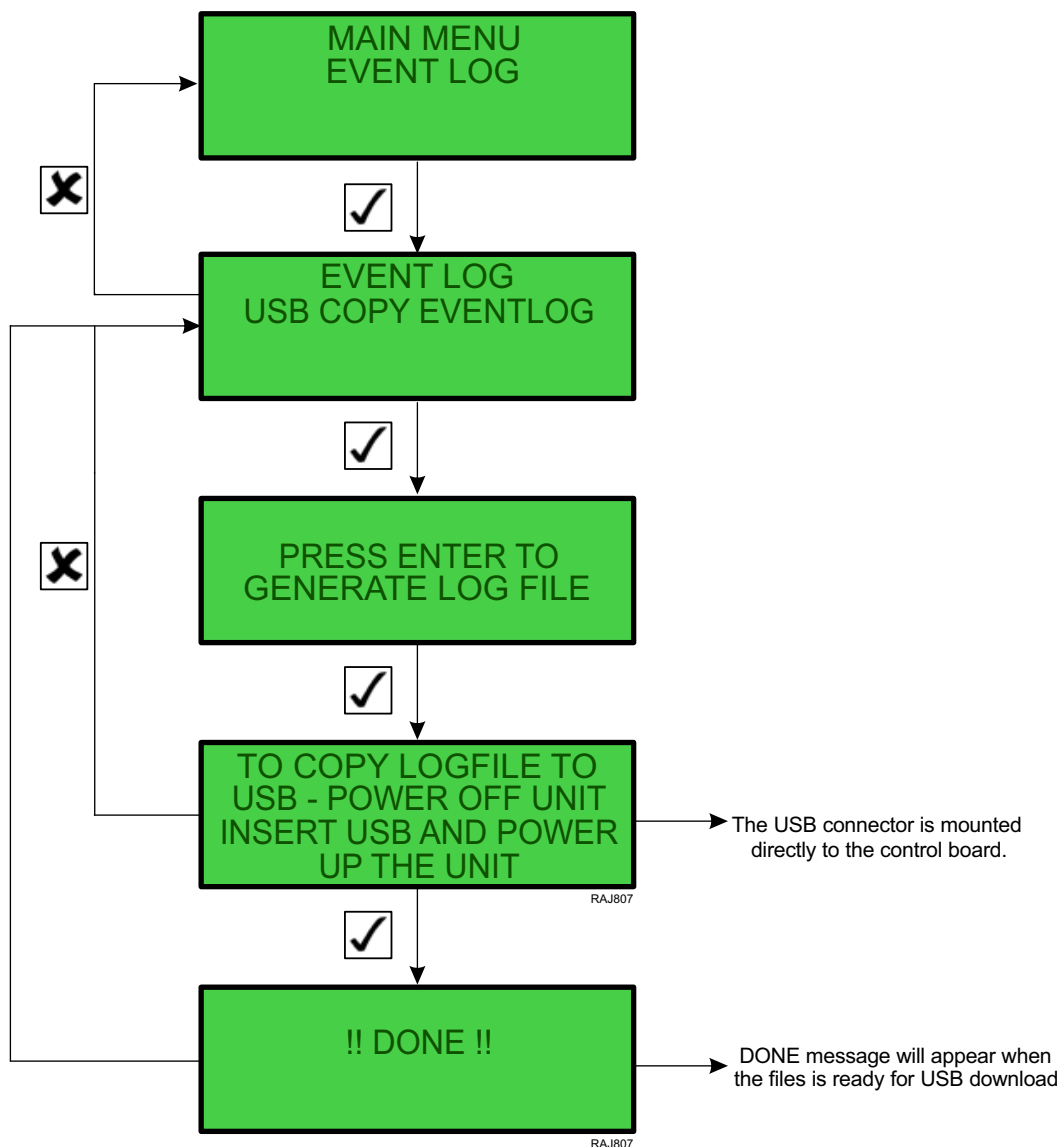 MAIN MENU
EVENT LOG
EVENT LOG
USB COPY EVENTLOG
PRESS ENTER TO
GENERATE LOG FILE
TO COPY LOGFILE TO
USB - POWER OFF UNIT
INSERT USB AND POWER
UP THE UNIT
The USB connector is mounted
directly to the control board.
RAJ807
!! DONE !!
DONE message will appear when
the files is ready for USB download
RAJ807